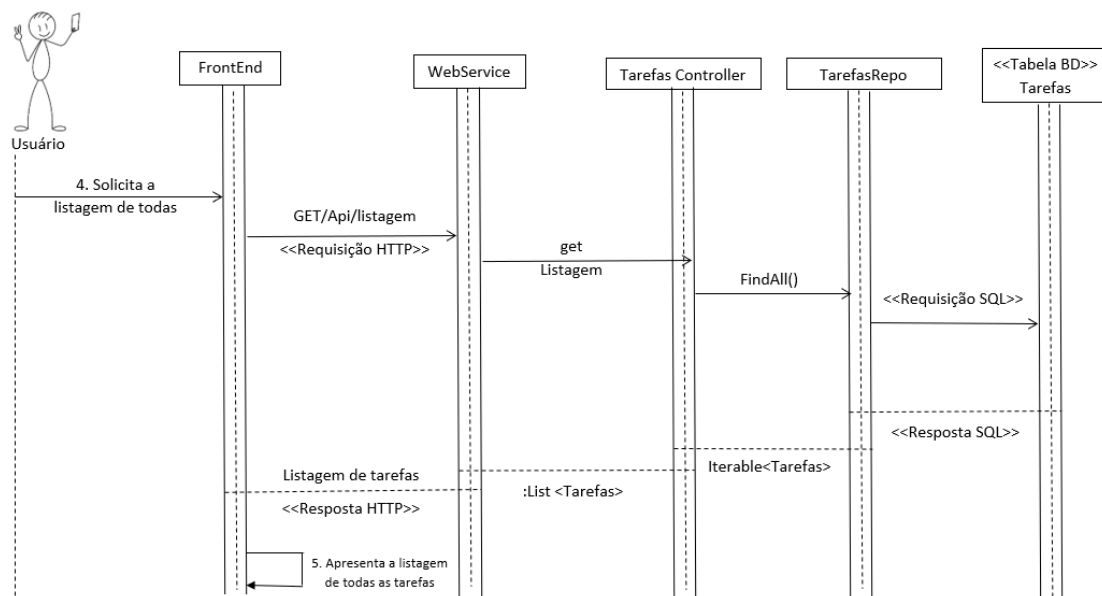 Usuário
FrontEnd
WebService
Tarefas Controller
TarefasRepo
<<Tabela BD>>
Tarefas
4. Solicita a
listagem de todas
GET/Api/listagem
<<Requisição HTTP>>
get
Listagem
FindAll()
<<Requisição SQL>>
<<Resposta SQL>>
Iterable<Tarefas>
:List <Tarefas>
Listagem de tarefas
<<Resposta HTTP>>
5. Apresenta a listagem
de todas as tarefas